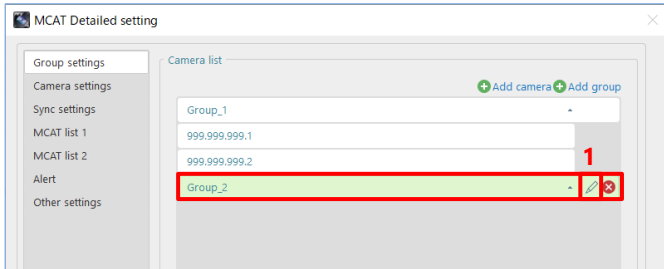 MCAT Detailed setting
Group settings
Camera settings
Sync settings
MCAT list 1
MCAT list 2
Alert
Other settings
Camera list
Add camera Add group
Group_1
999.999.999.1
999.999.999.2
1
Group_2